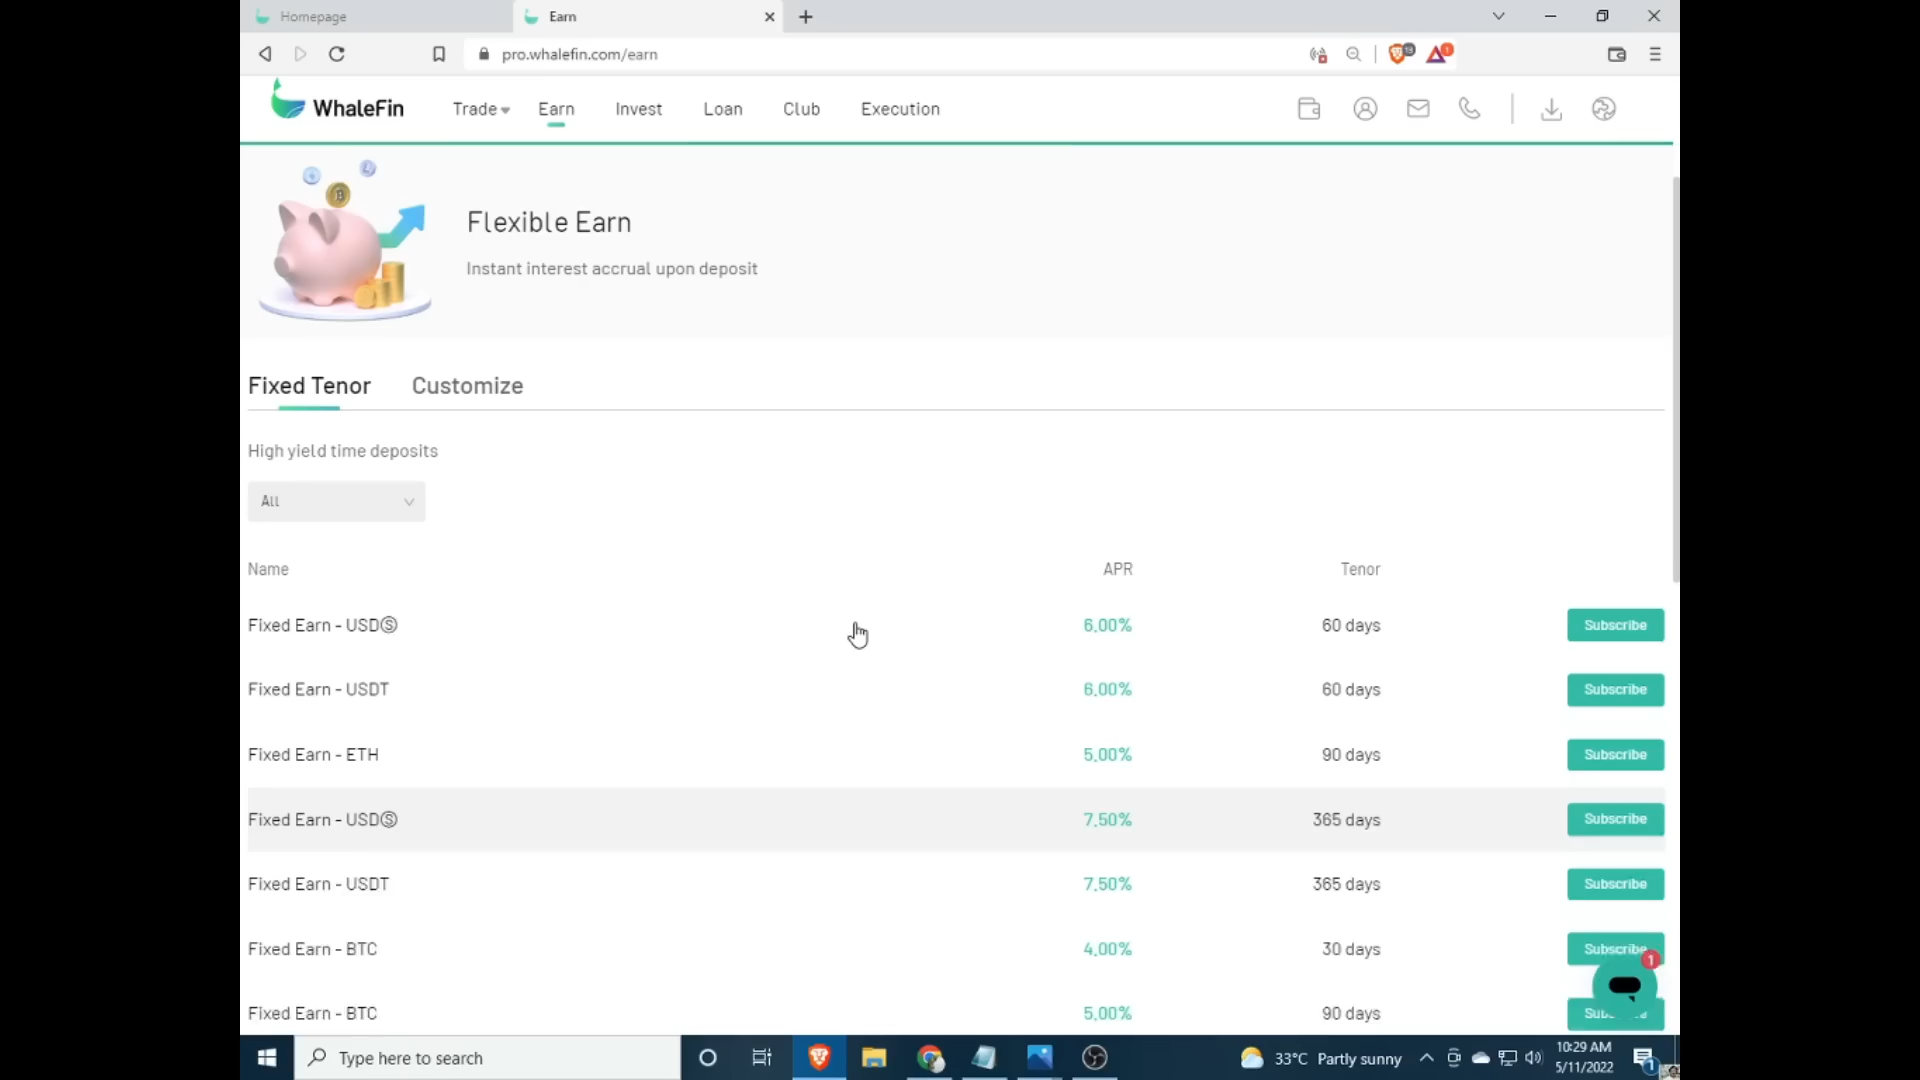 Homepage
Earn
pro.whalefin.com/earn
13
1
WhaleFin
Trade
Earn
Invest
Loan
Club
Execution
Flexible Earn
Instant interest accrual upon deposit
Fixed Tenor
Customize
High yield time deposits
All
Name APR Tenor
Fixed Earn - USDⓈ 6.00% 60 days Subscribe
Fixed Earn - USDT 6.00% 60 days Subscribe
Fixed Earn - ETH 5.00% 90 days Subscribe
Fixed Earn - USDⓈ 7.50% 365 days Subscribe
Fixed Earn - USDT 7.50% 365 days Subscribe
Fixed Earn - BTC 4.00% 30 days Subscribe
1
Fixed Earn - BTC 5.00% 90 days
Type here to search
33°C Partly sunny
10:29 AM
5/11/2022
1